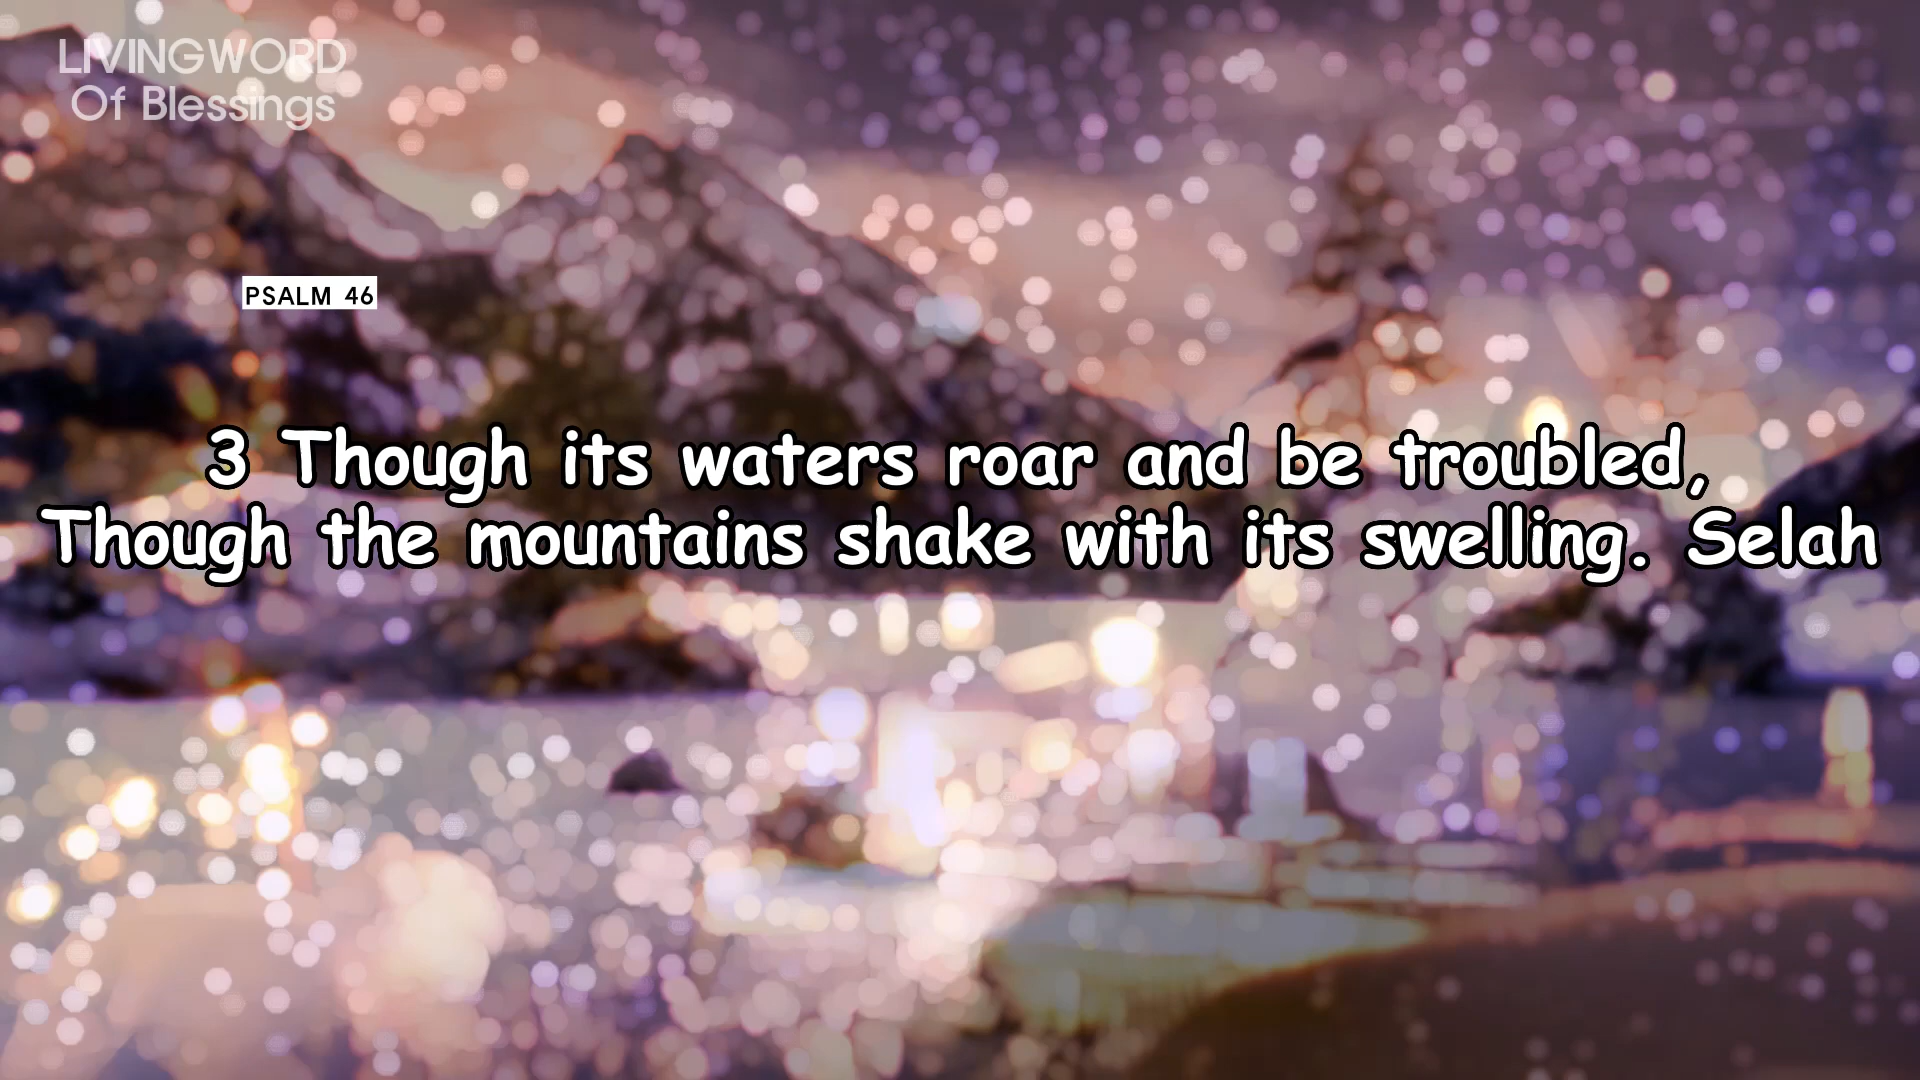 LIVINGWORD
Of Blessings
PSALM 46
3 Though its waters roar and be troubled,
Though the mountains shake with its swelling. Selah